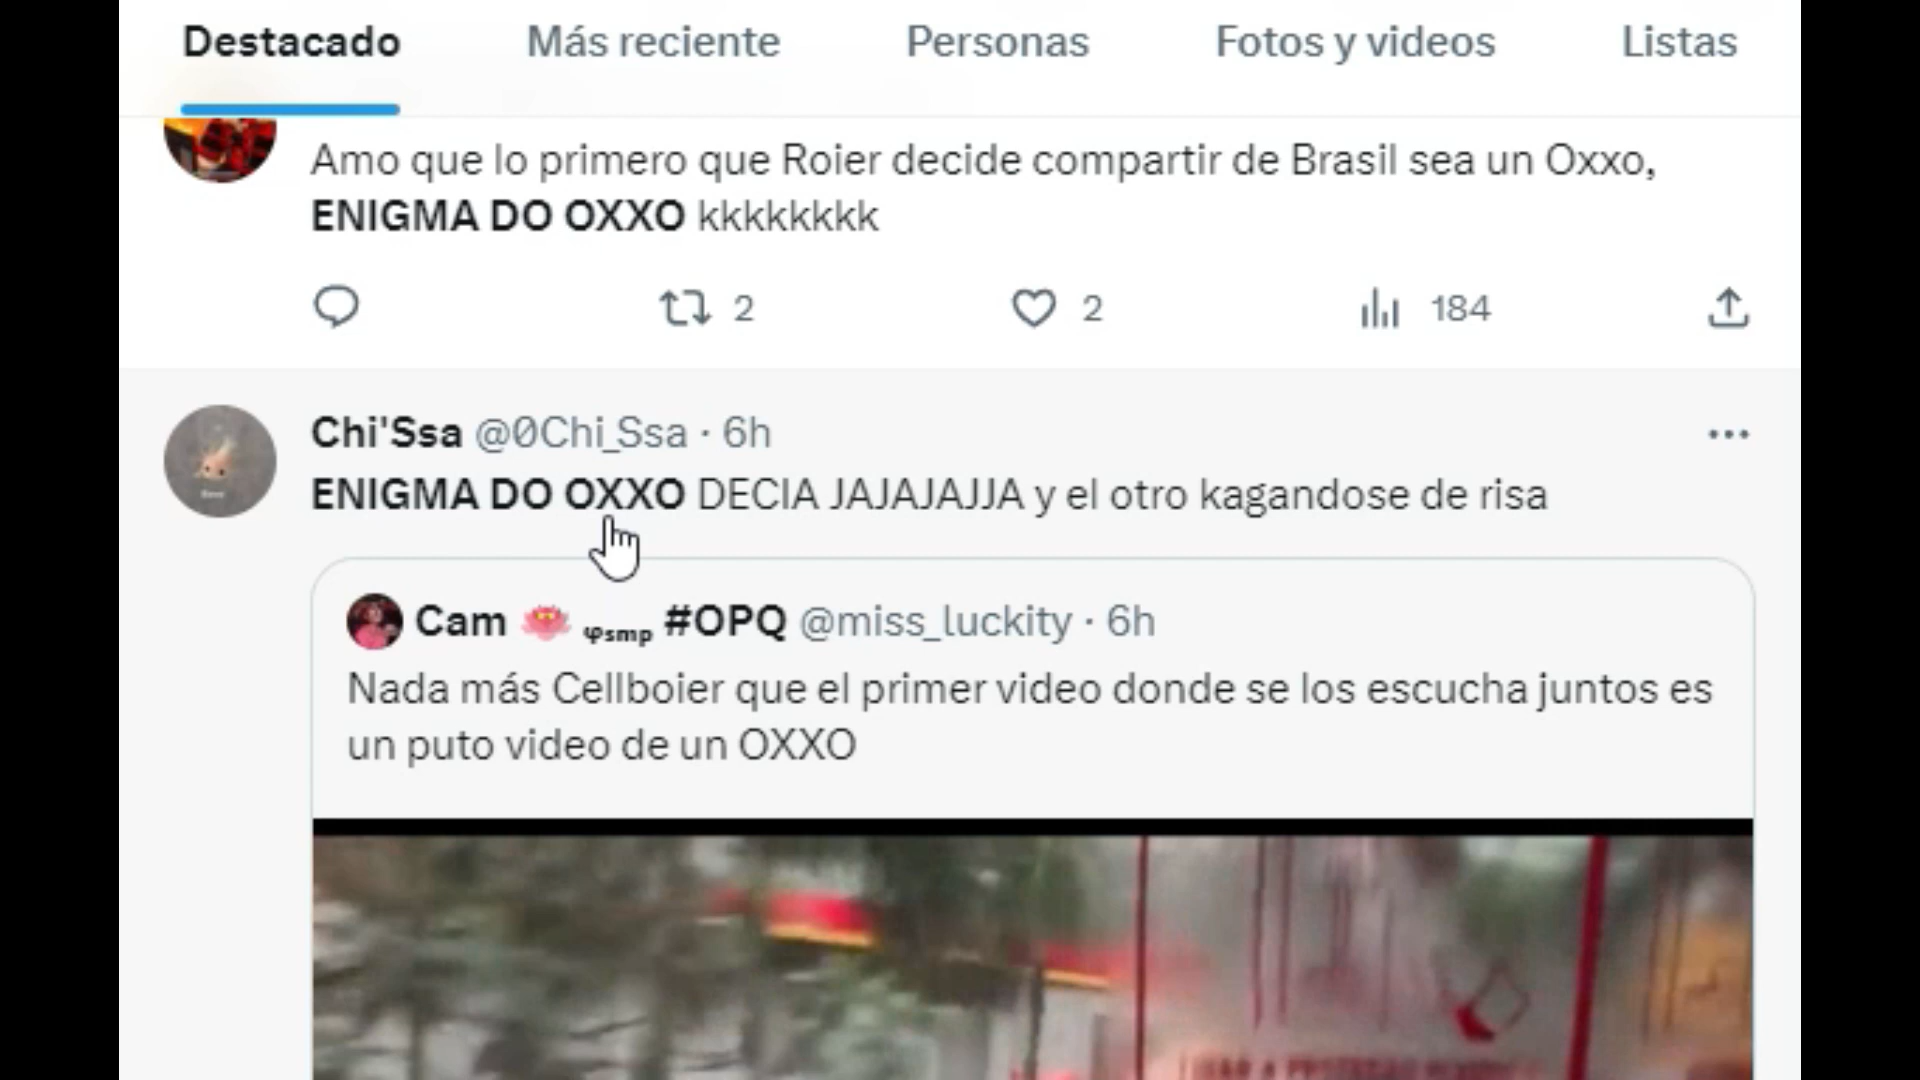 Destacado Más reciente Personas Fotos y videos Listas
Amo que lo primero que Roier decide compartir de Brasil sea un Oxxo,
ENIGMA DO OXXO kkkkkkkk
2 2 184
Chi'Ssa @0Chi_Ssa · 6h
ENIGMA DO OXXO DECIA JAJAJAJJA y el otro kagandose de risa
Cam 🪷 φsmp #OPQ @miss_luckity · 6h
Nada más Cellboier que el primer video donde se los escucha juntos es
un puto video de un OXXO